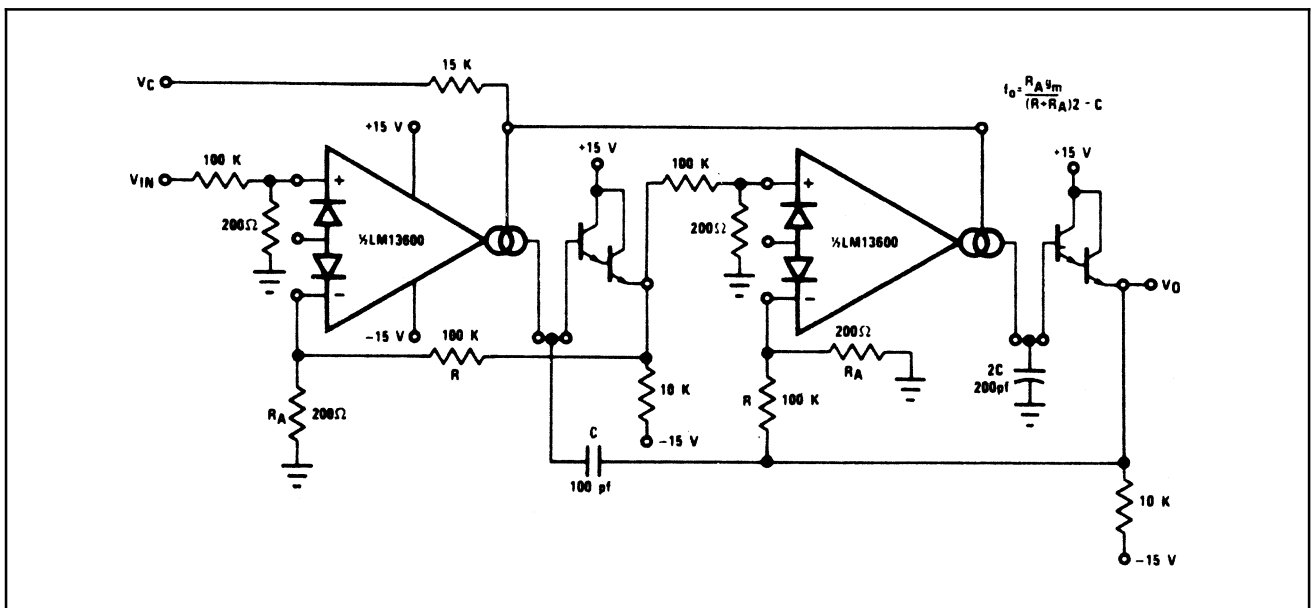 VC
15 K
fo = RA gm
(R+RA)2 - C
+15 V
+15 V
+15 V
VIN
100 K
+
200Ω
½LM13600
-
-15 V
100 K
R
RA
200Ω
100 K
+
200Ω
½LM13600
-
200Ω
RA
R
100 K
10 K
-15 V
C
100 pf
VO
2C
200pf
10 K
-15 V